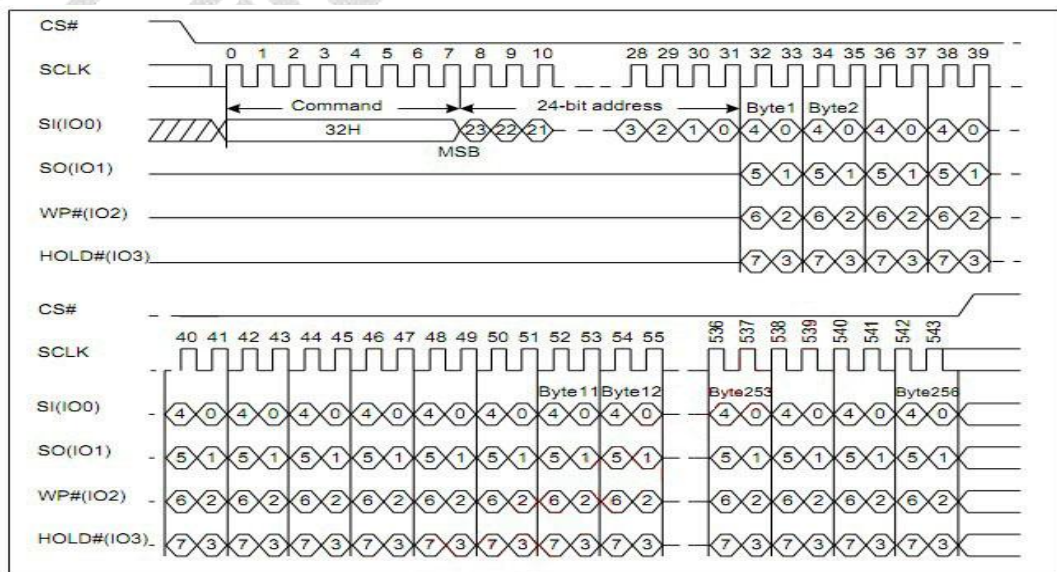 CS#
0 1 2 3 4 5 6 7 8 9 10 28 29 30 31 32 33 34 35 36 37 38 39
SCLK
Command 24-bit address Byte1 Byte2
SI(IO0) 32H 23 22 21 3 2 1 0 4 0 4 0 4 0 4 0
MSB
SO(IO1) 5 1 5 1 5 1 5 1
WP#(IO2) 6 2 6 2 6 2 6 2
HOLD#(IO3) 7 3 7 3 7 3 7 3
CS#
40 41 42 43 44 45 46 47 48 49 50 51 52 53 54 55 536 537 538 539 540 541 542 543
SCLK
Byte11 Byte12 Byte253 Byte256
SI(IO0) 4 0 4 0 4 0 4 0 4 0 4 0 4 0 4 0 4 0 4 0 4 0 4 0
SO(IO1) 5 1 5 1 5 1 5 1 5 1 5 1 5 1 5 1 5 1 5 1 5 1 5 1
WP#(IO2) 6 2 6 2 6 2 6 2 6 2 6 2 6 2 6 2 6 2 6 2 6 2 6 2
HOLD#(IO3) 7 3 7 3 7 3 7 3 7 3 7 3 7 3 7 3 7 3 7 3 7 3 7 3